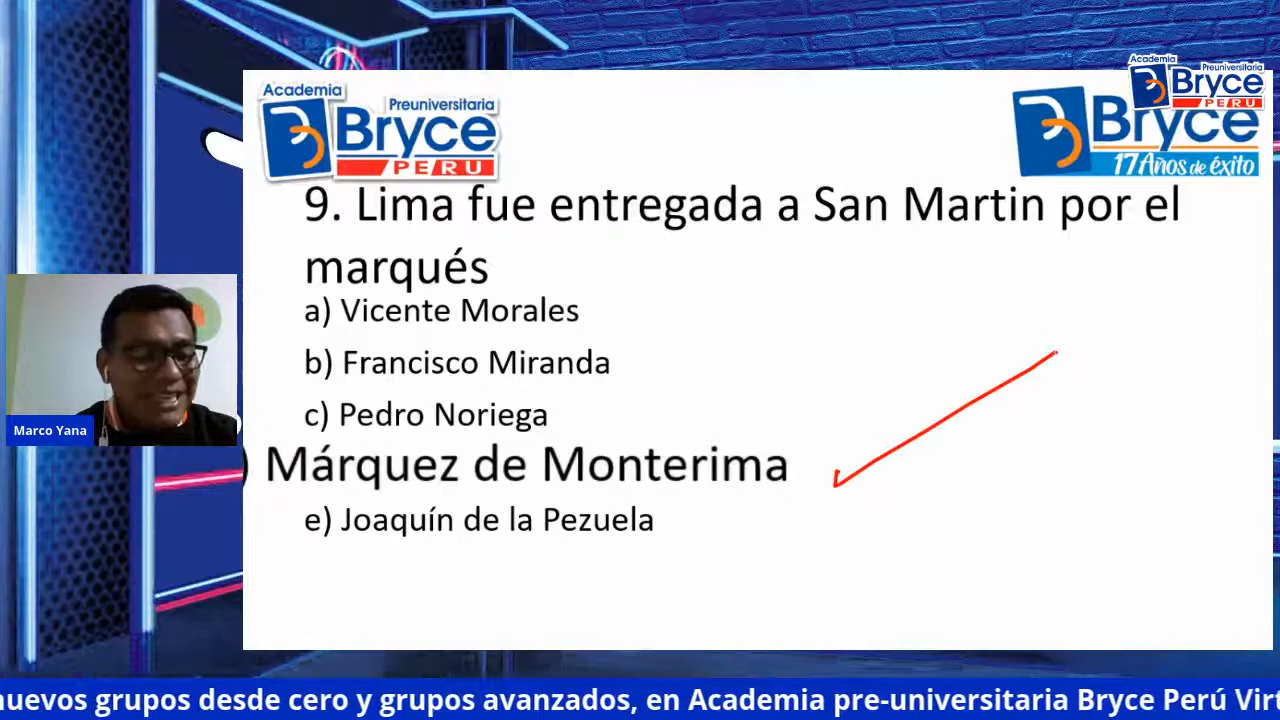 Academia
Preuniversitaria
Bryce
PERU
Bryce
17 Años de éxito
Academia
Preuniversitaria
Bryce
PERU
9. Lima fue entregada a San Martin por el
marqués
a) Vicente Morales
b) Francisco Miranda
c) Pedro Noriega
) Márquez de Monterima
e) Joaquín de la Pezuela
Marco Yana
nuevos grupos desde cero y grupos avanzados, en Academia pre-universitaria Bryce Perú Virt